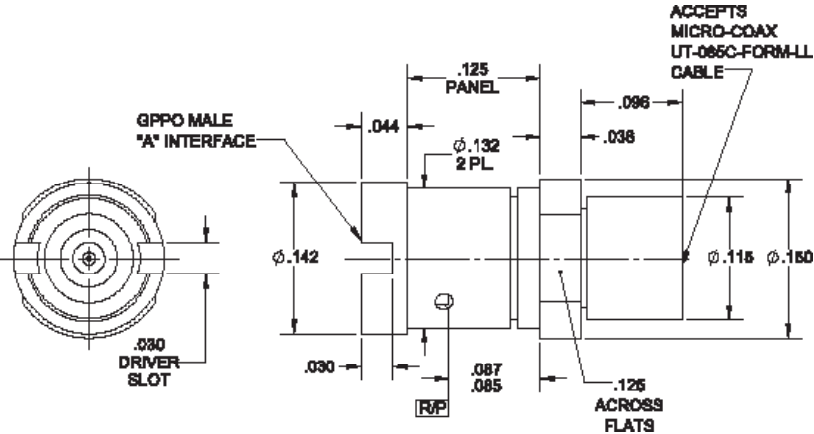 ACCEPTS
MICRO-COAX
UT-085C-FORM-LL
CABLE
.125
PANEL
.096
GPPO MALE
"A" INTERFACE
.044
Ø.132
2 PL.
.038
Ø.142
Ø.115
Ø.150
.030
DRIVER
SLOT
.030
.087
.085
R/P
.125
ACROSS
FLATS